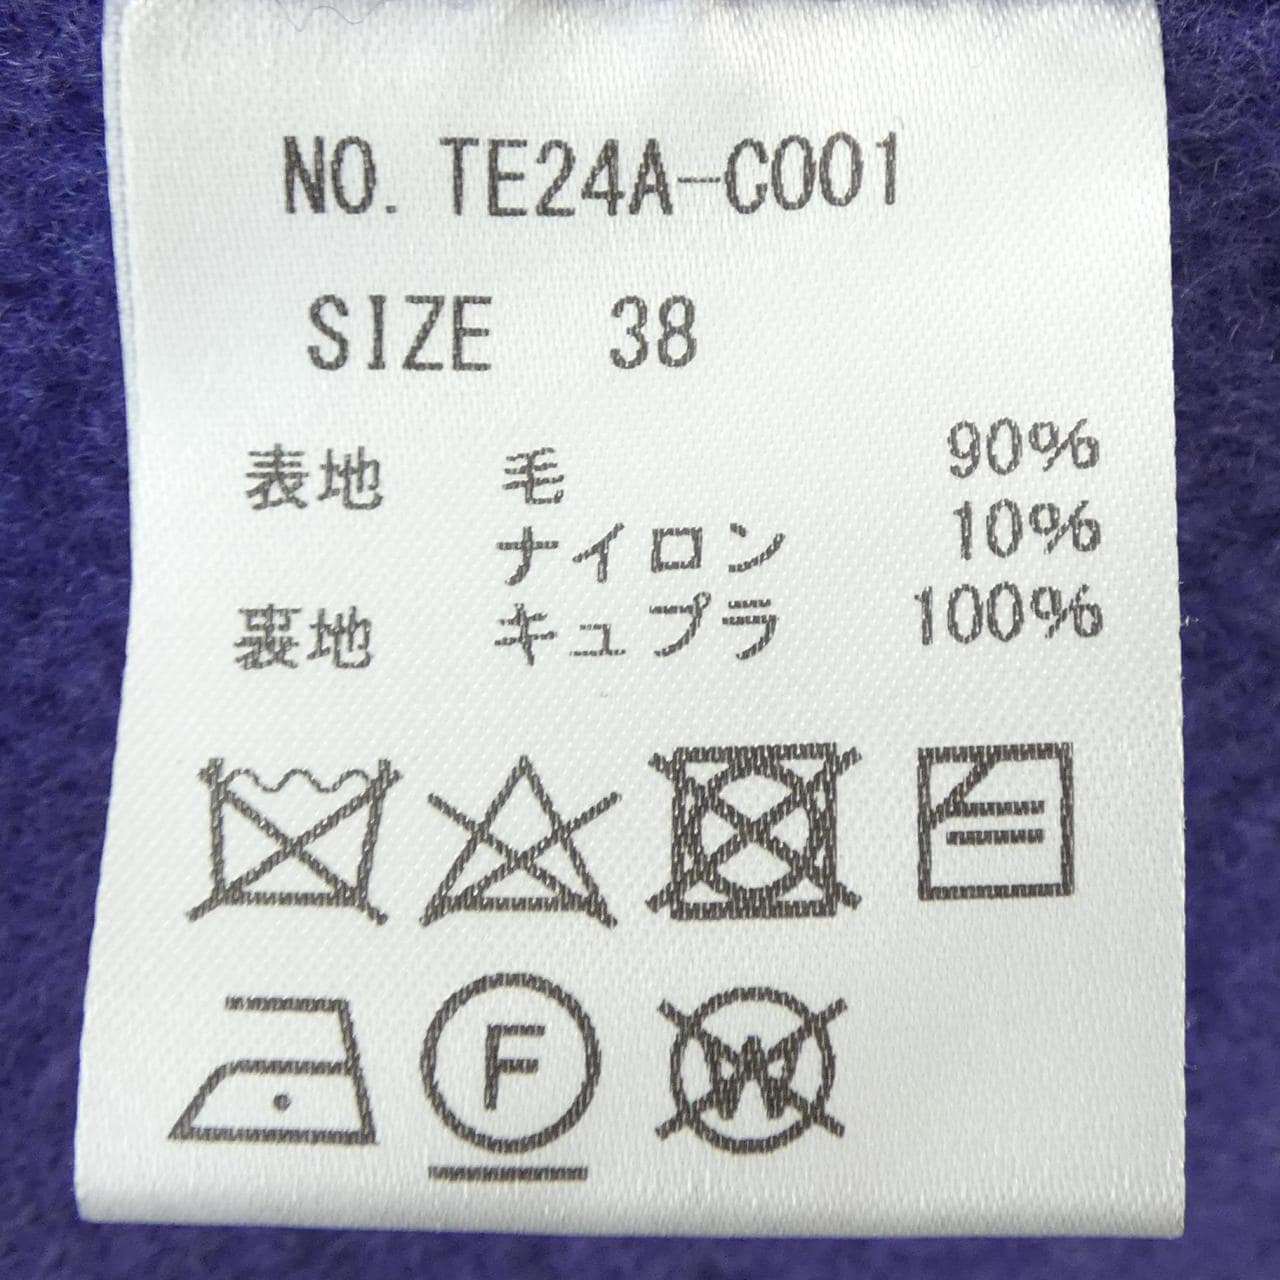 NO. TE24A-C001
SIZE 38
表地 毛 90%
ナイロン 10%
裏地 キュプラ 100%
F
W